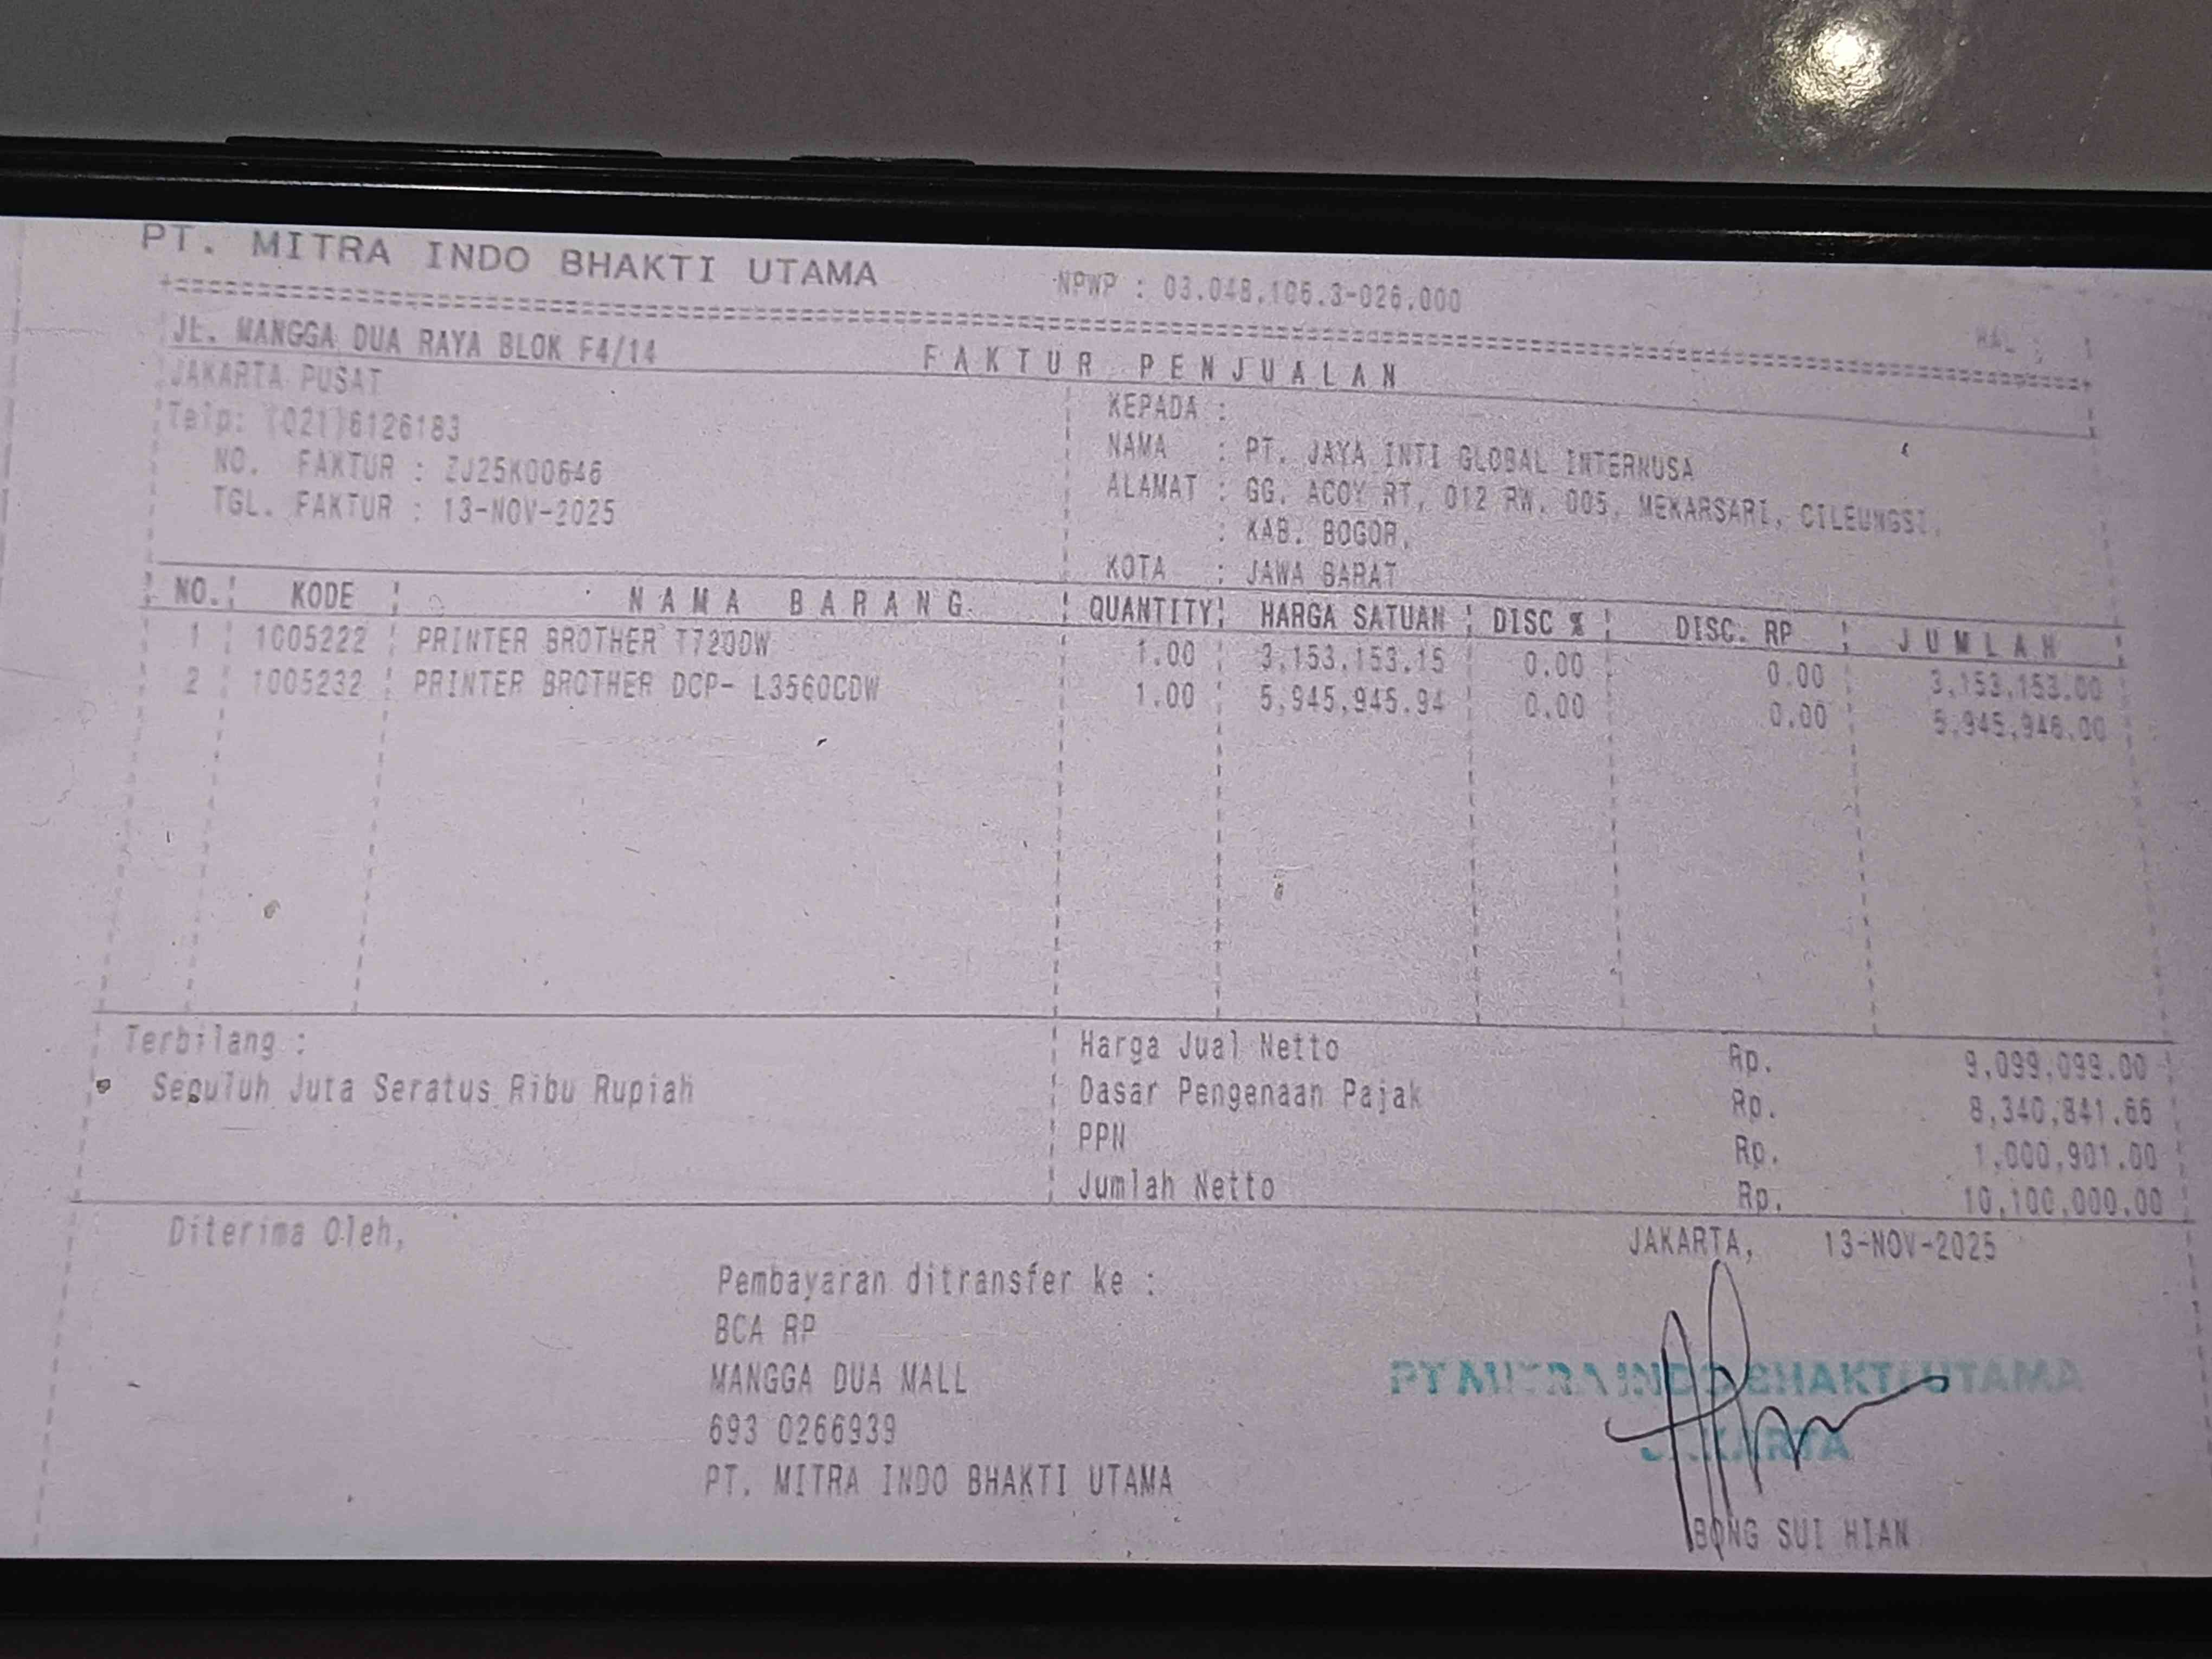 PT. MITRA INDO BHAKTI UTAMA NPWP : 03.048.106.3-026.000
HAL :
JL. MANGGA DUA RAYA BLOK F4/14 FAKTUR PENJUALAN
JAKARTA PUSAT KEPADA :
Telp: (021)6126183 NAMA : PT. JAYA INTI GLOBAL INTERNUSA
NO. FAKTUR : ZJ25K00646 ALAMAT : GG. ACOY RT, 012 RW. 005, MEKARSARI, CILEUNGSI,
TGL. FAKTUR : 13-NOV-2025 : KAB. BOGOR,
KOTA : JAWA BARAT
NO. KODE NAMA BARANG QUANTITY HARGA SATUAN DISC % DISC. RP JUMLAH
1 1005222 PRINTER BROTHER T720DW 1.00 3,153,153.15 0.00 0.00 3,153,153.00
2 1005232 PRINTER BROTHER DCP- L3560CDW 1.00 5,945,945.94 0.00 0.00 5,945,946.00
Terbilang : Harga Jual Netto Rp. 9,099,099.00
Sepuluh Juta Seratus Ribu Rupiah Dasar Pengenaan Pajak Rp. 8,340,841.66
PPN Rp. 1,000,901.00
Jumlah Netto Rp. 10,100,000.00
Diterima Oleh, JAKARTA, 13-NOV-2025
Pembayaran ditransfer ke :
BCA RP
MANGGA DUA MALL
693 0266939
PT. MITRA INDO BHAKTI UTAMA
PT MITRA INDO BHAKTI UTAMA
JAKARTA
BONG SUI HIAN